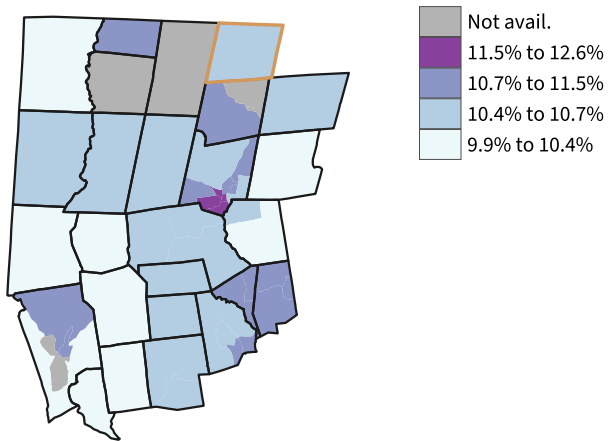 Not avail.
11.5% to 12.6%
10.7% to 11.5%
10.4% to 10.7%
9.9% to 10.4%